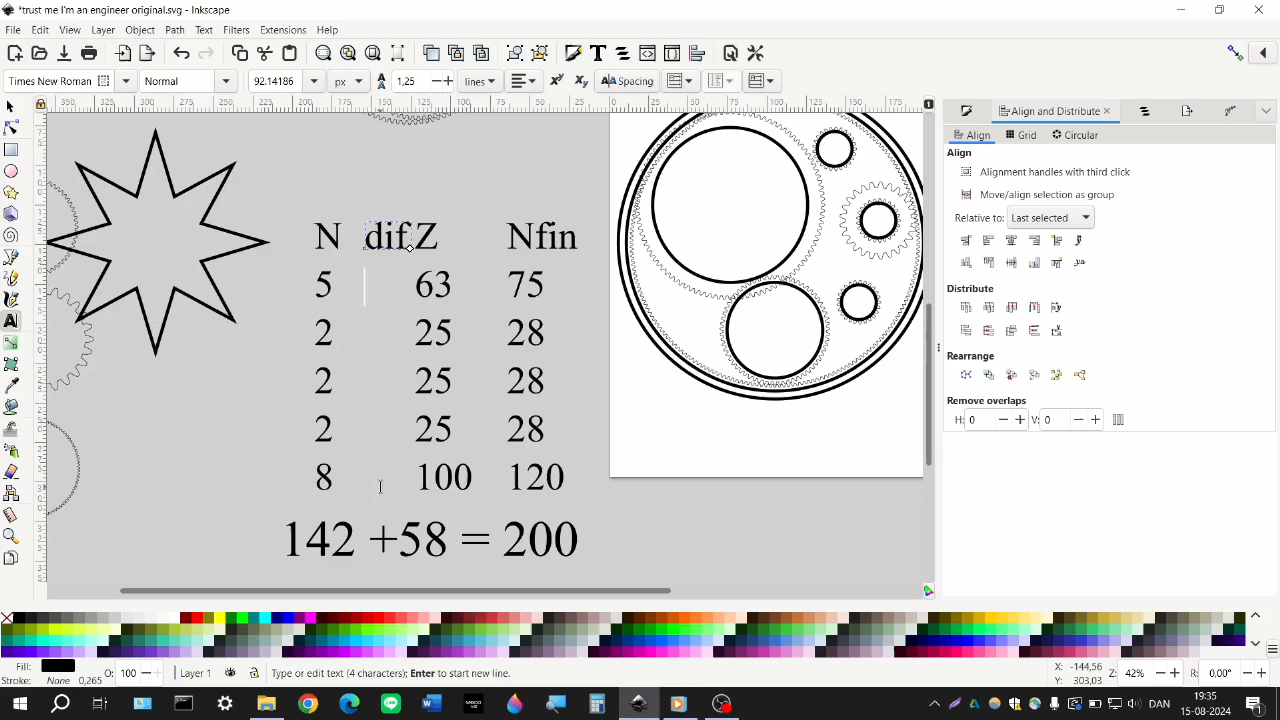 *trust me I'm an engineer original.svg - Inkscape
File Edit View Layer Object Path Text Filters Extensions Help
Times New Roman Normal 92.14186 px 1,25 lines Spacing
Align and Distribute
Align Grid Circular
Align
Alignment handles with third click
Move/align selection as group
Relative to: Last selected
Distribute
Rearrange
Remove overlaps
H: 0 V: 0
N dif Z Nfin
5 63 75
2 25 28
2 25 28
2 25 28
8 100 120
142 +58 = 200
Fill:
Stroke: None 0,265 O: 100 Layer 1 Type or edit text (4 characters); Enter to start new line. X: -144,56 Y: 303,03 Z: 42% R: 0,00°
DAN 19:35
15-08-2024